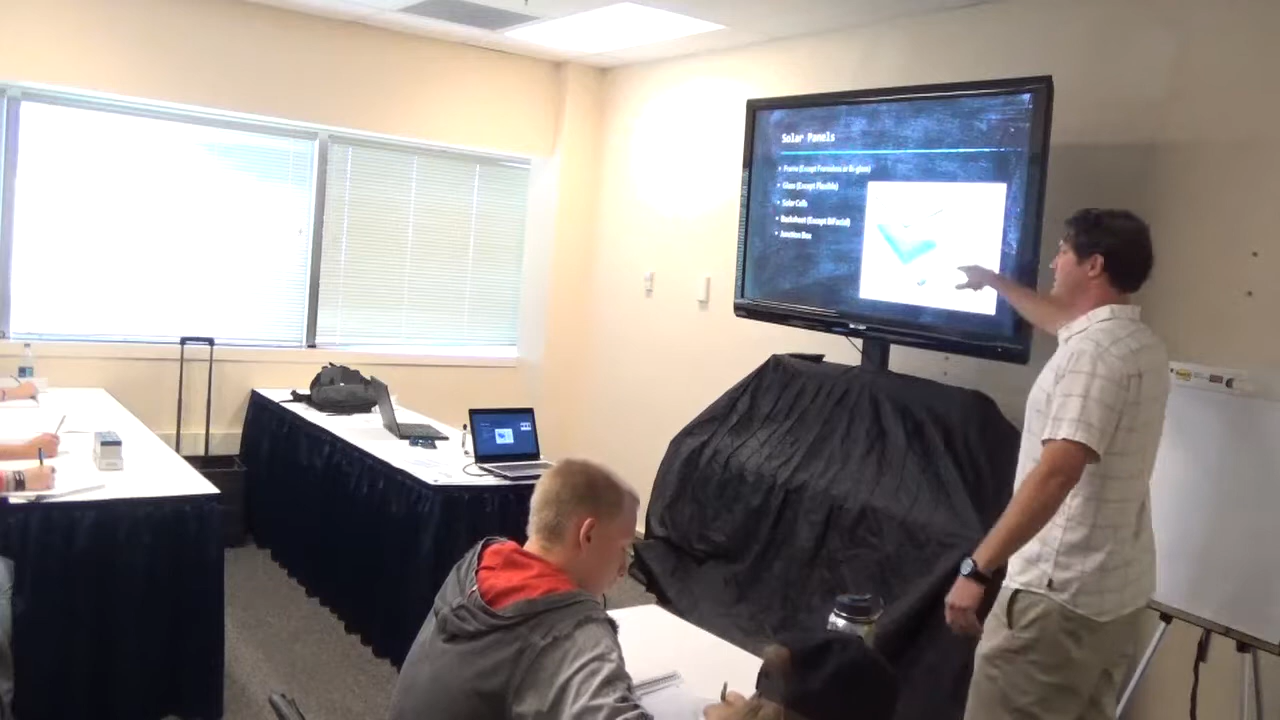 Solar Panels
Frame (Except Frameless or Bi-glass)
Glass (Except Flexible)
Solar Cells
Backsheet (Except BiFacial)
Junction Box